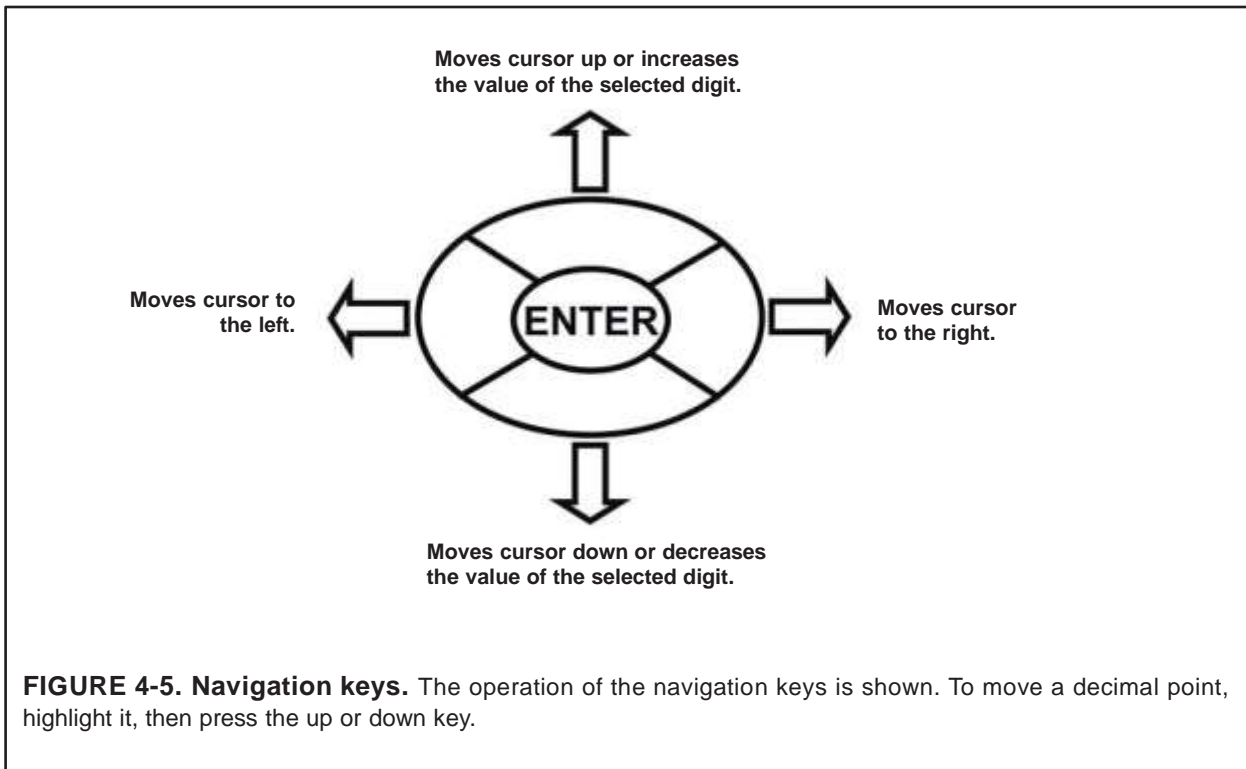 Moves cursor up or increases
the value of the selected digit.
Moves cursor to
the left.
ENTER
Moves cursor
to the right.
Moves cursor down or decreases
the value of the selected digit.
FIGURE 4-5. Navigation keys. The operation of the navigation keys is shown. To move a decimal point,
highlight it, then press the up or down key.